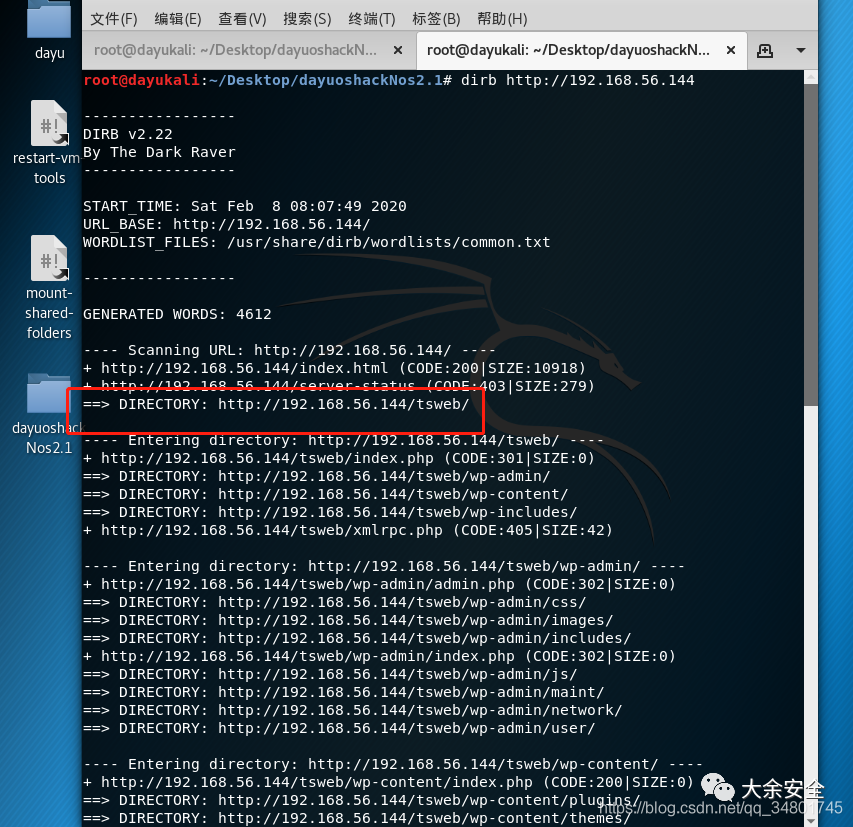 文件(F) 编辑(E) 查看(V) 搜索(S) 终端(T) 标签(B) 帮助(H)
root@dayukali: ~/Desktop/dayuoshackN... × root@dayukali: ~/Desktop/dayuoshackN... ×
dayu
restart-vm-
tools
mount-
shared-
folders
dayuoshack
Nos2.1
root@dayukali:~/Desktop/dayuoshackNos2.1# dirb http://192.168.56.144
-----------------
DIRB v2.22
By The Dark Raver
-----------------
START_TIME: Sat Feb  8 08:07:49 2020
URL_BASE: http://192.168.56.144/
WORDLIST_FILES: /usr/share/dirb/wordlists/common.txt
-----------------
GENERATED WORDS: 4612
---- Scanning URL: http://192.168.56.144/ ----
+ http://192.168.56.144/index.html (CODE:200|SIZE:10918)
+ http://192.168.56.144/server-status (CODE:403|SIZE:279)
==> DIRECTORY: http://192.168.56.144/tsweb/
---- Entering directory: http://192.168.56.144/tsweb/ ----
+ http://192.168.56.144/tsweb/index.php (CODE:301|SIZE:0)
==> DIRECTORY: http://192.168.56.144/tsweb/wp-admin/
==> DIRECTORY: http://192.168.56.144/tsweb/wp-content/
==> DIRECTORY: http://192.168.56.144/tsweb/wp-includes/
+ http://192.168.56.144/tsweb/xmlrpc.php (CODE:405|SIZE:42)
---- Entering directory: http://192.168.56.144/tsweb/wp-admin/ ----
+ http://192.168.56.144/tsweb/wp-admin/admin.php (CODE:302|SIZE:0)
==> DIRECTORY: http://192.168.56.144/tsweb/wp-admin/css/
==> DIRECTORY: http://192.168.56.144/tsweb/wp-admin/images/
==> DIRECTORY: http://192.168.56.144/tsweb/wp-admin/includes/
+ http://192.168.56.144/tsweb/wp-admin/index.php (CODE:302|SIZE:0)
==> DIRECTORY: http://192.168.56.144/tsweb/wp-admin/js/
==> DIRECTORY: http://192.168.56.144/tsweb/wp-admin/maint/
==> DIRECTORY: http://192.168.56.144/tsweb/wp-admin/network/
==> DIRECTORY: http://192.168.56.144/tsweb/wp-admin/user/
---- Entering directory: http://192.168.56.144/tsweb/wp-content/ ----
+ http://192.168.56.144/tsweb/wp-content/index.php (CODE:200|SIZE:0)
==> DIRECTORY: http://192.168.56.144/tsweb/wp-content/plugins/
==> DIRECTORY: http://192.168.56.144/tsweb/wp-content/themes/
大余安全
https://blog.csdn.net/qq_34801745